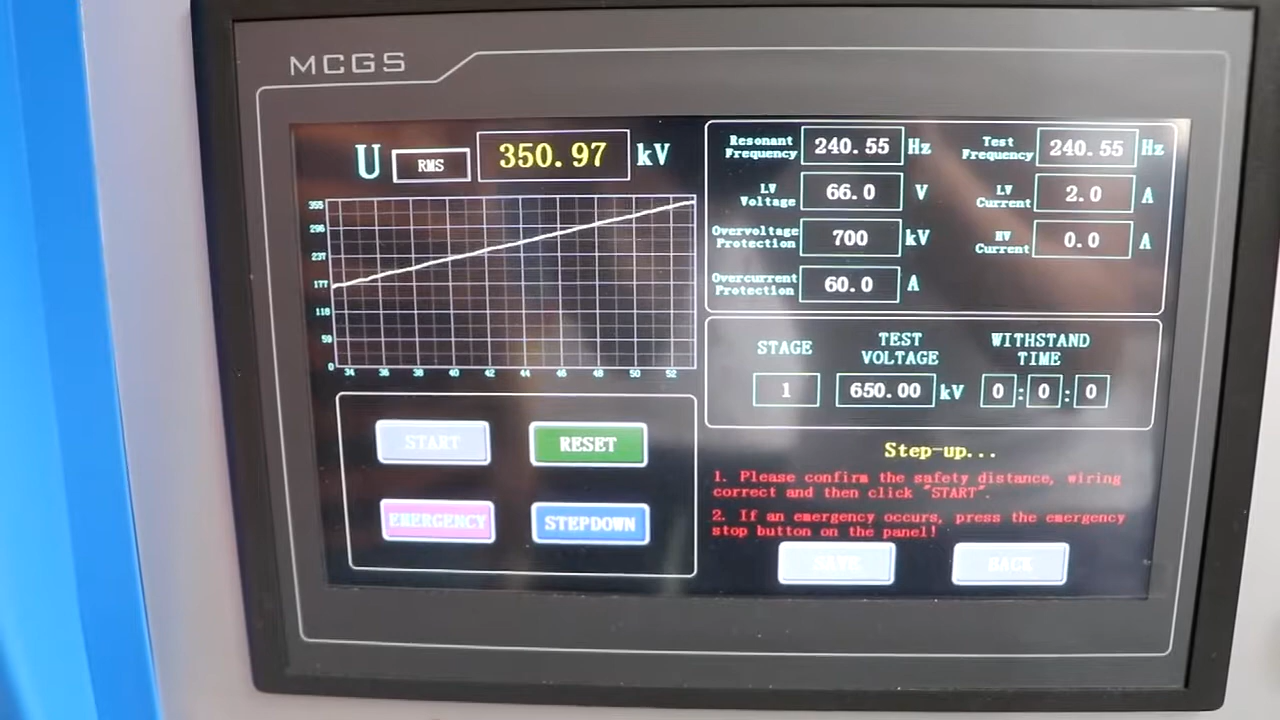 MCGS
U RMS 350.97 kV
355
296
237
177
118
59
0
34 36 38 40 42 44 46 48 50 52
Resonant Frequency 240.55 Hz
Test Frequency 240.55 Hz
LV Voltage 66.0 V
LV Current 2.0 A
Overvoltage Protection 700 kV
HV Current 0.0 A
Overcurrent Protection 60.0 A
STAGE
TEST VOLTAGE
WITHSTAND TIME
1 650.00 kV 0 : 0 : 0
START RESET
EMERGENCY STEPDOWN
Step-up...
1. Please confirm the safety distance, wiring
correct and then click "START".
2. If an emergency occurs, press the emergency
stop button on the panel!
SAVE BACK